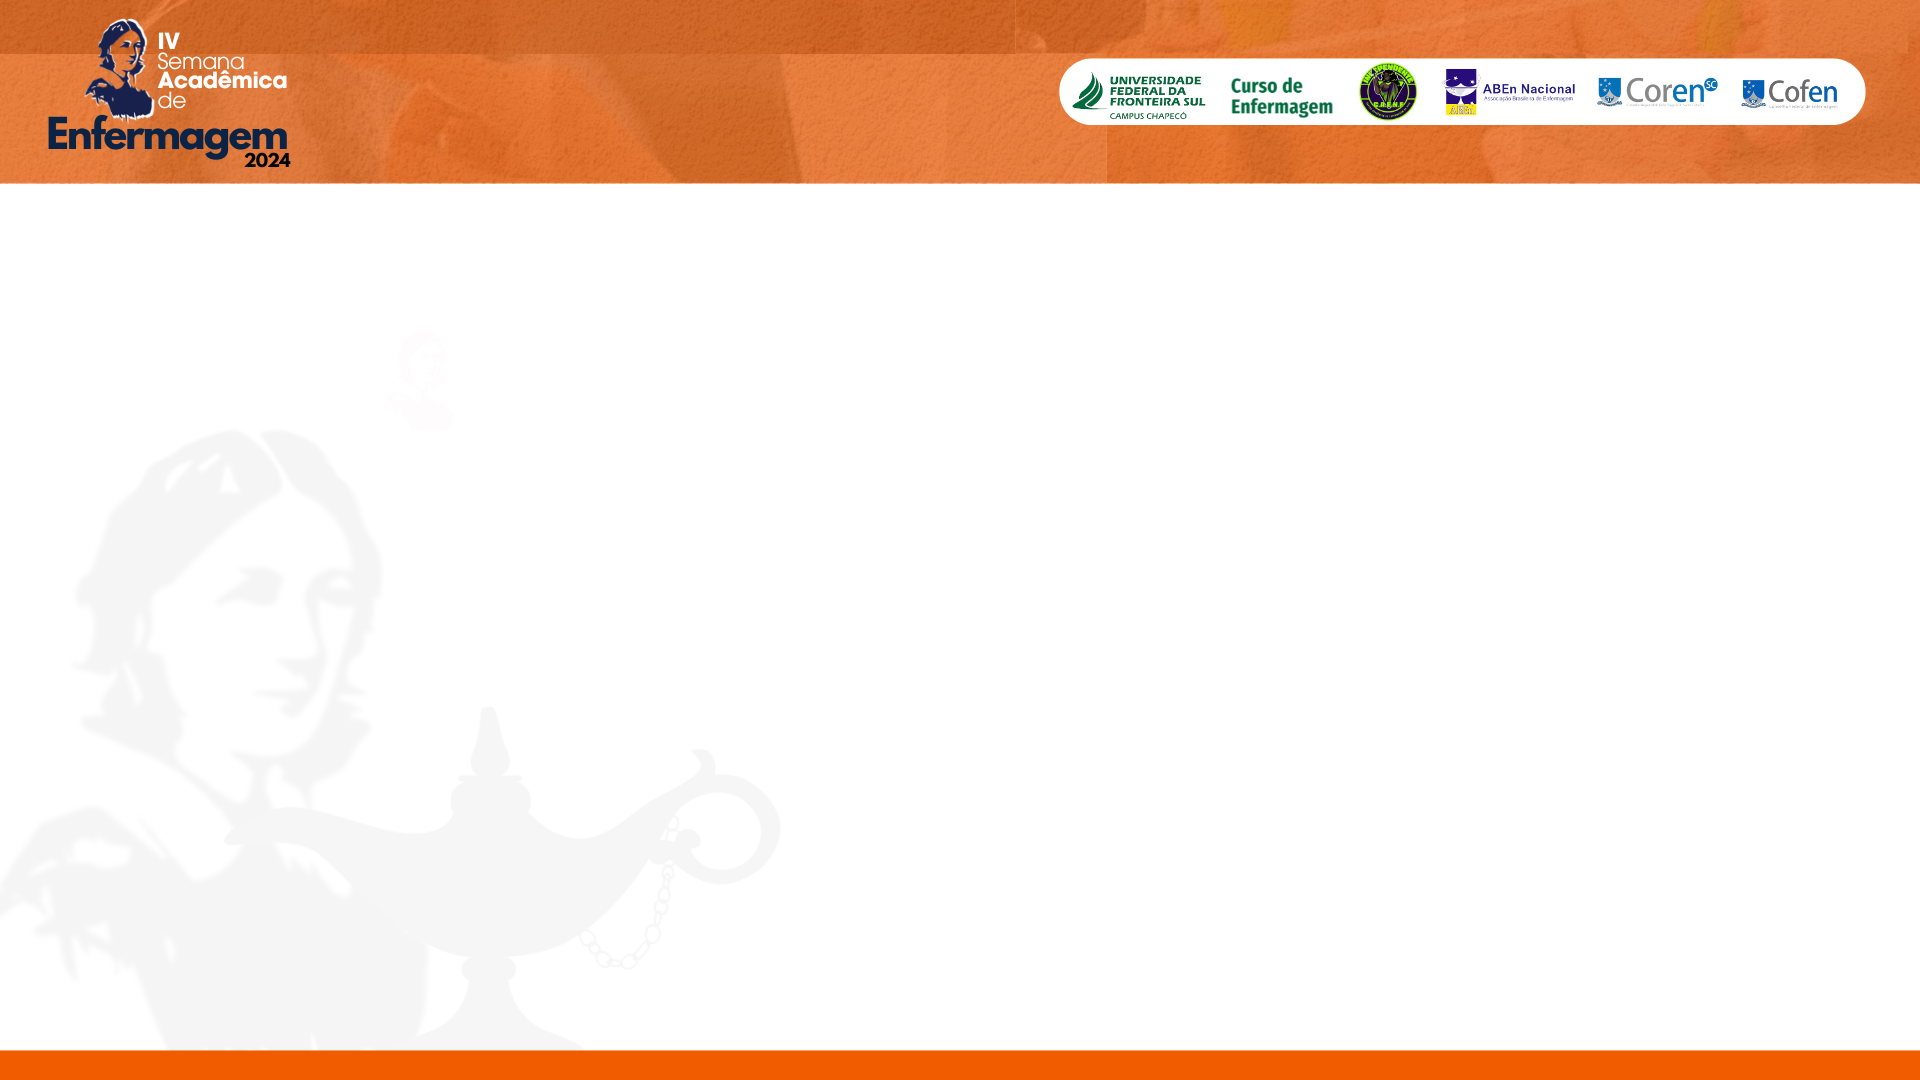 IV
Semana
Acadêmica
de
Enfermagem
2024
UNIVERSIDADE
FEDERAL DA
FRONTEIRA SUL
CAMPUS CHAPECÓ
Curso de
Enfermagem
ABEn
ABEn Nacional
Associação Brasileira de Enfermagem
Coren SC
Cofen